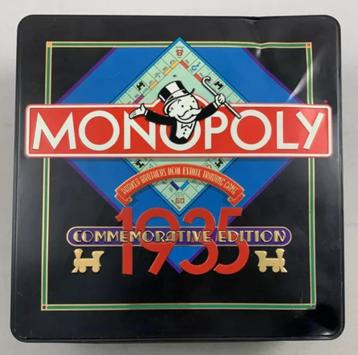 MONOPOLY
PARKER BROTHERS REAL ESTATE TRADING GAME
1935
COMMEMORATIVE EDITION